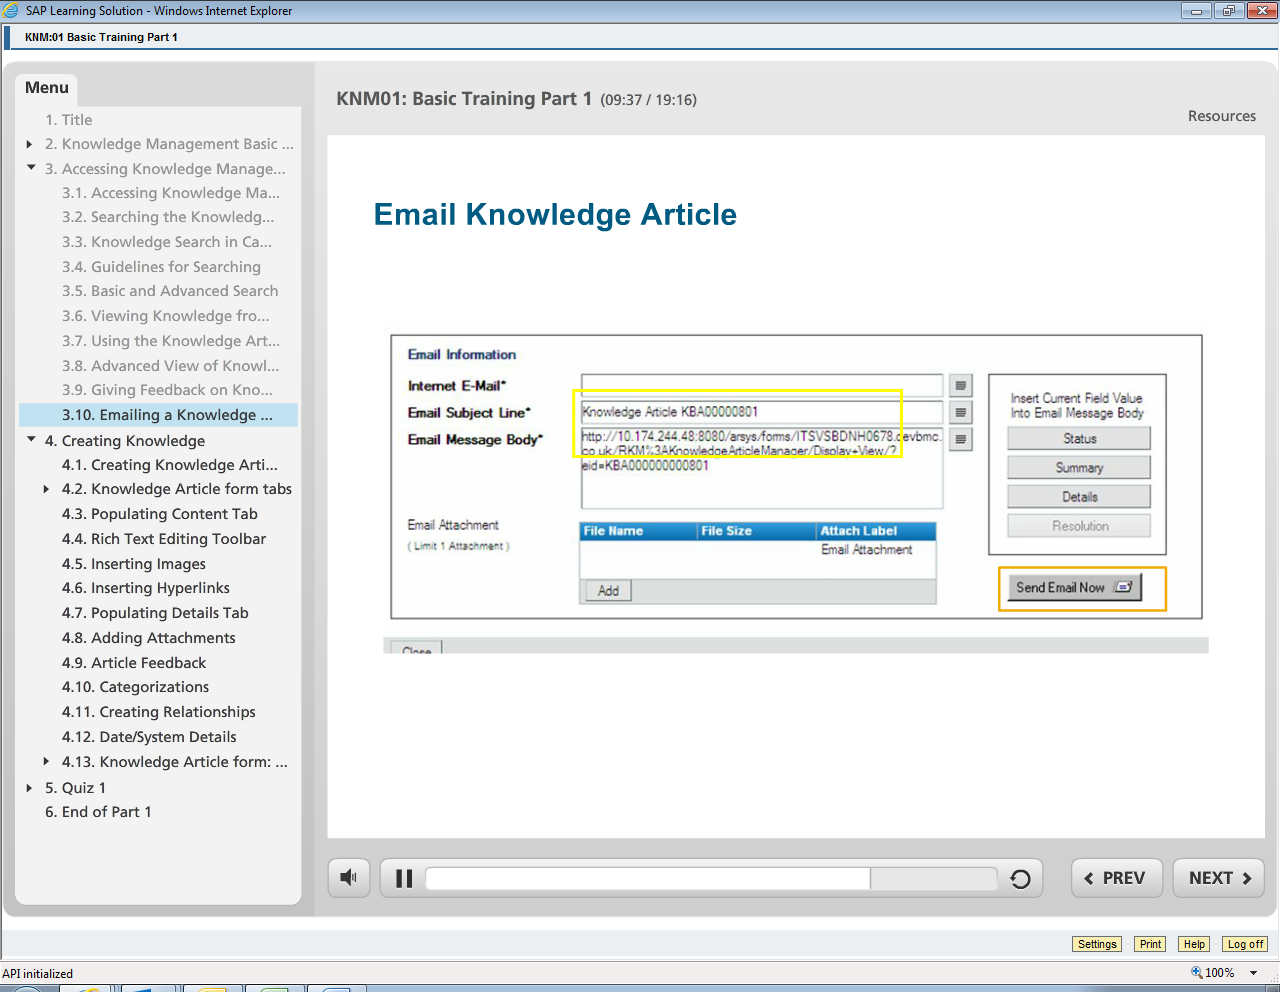 SAP Learning Solution - Windows Internet Explorer
KNM:01 Basic Training Part 1
Menu
1. Title
2. Knowledge Management Basic ...
3. Accessing Knowledge Manage...
3.1. Accessing Knowledge Ma...
3.2. Searching the Knowledg...
3.3. Knowledge Search in Ca...
3.4. Guidelines for Searching
3.5. Basic and Advanced Search
3.6. Viewing Knowledge fro...
3.7. Using the Knowledge Art...
3.8. Advanced View of Knowl...
3.9. Giving Feedback on Kno...
3.10. Emailing a Knowledge ...
4. Creating Knowledge
4.1. Creating Knowledge Arti...
4.2. Knowledge Article form tabs
4.3. Populating Content Tab
4.4. Rich Text Editing Toolbar
4.5. Inserting Images
4.6. Inserting Hyperlinks
4.7. Populating Details Tab
4.8. Adding Attachments
4.9. Article Feedback
4.10. Categorizations
4.11. Creating Relationships
4.12. Date/System Details
4.13. Knowledge Article form: ...
5. Quiz 1
6. End of Part 1
KNM01: Basic Training Part 1 (09:37 / 19:16)
Resources
Email Knowledge Article
Email Information
Internet E-Mail*
Email Subject Line*
Knowledge Article KBA00000801
Email Message Body*
http://10.174.244.48:8080/arsys/forms/ITSVSBDNH0678.devbmc.
co.uk/RKM%3AKnowledgeArticleManager/Display+View/?
eid=KBA000000000801
Insert Current Field Value
Into Email Message Body
Status
Summary
Details
Resolution
Email Attachment
( Limit 1 Attachment )
File Name File Size Attach Label
Email Attachment
Add
Send Email Now
Close
PREV
NEXT
Settings Print Help Log off
API initialized
100%